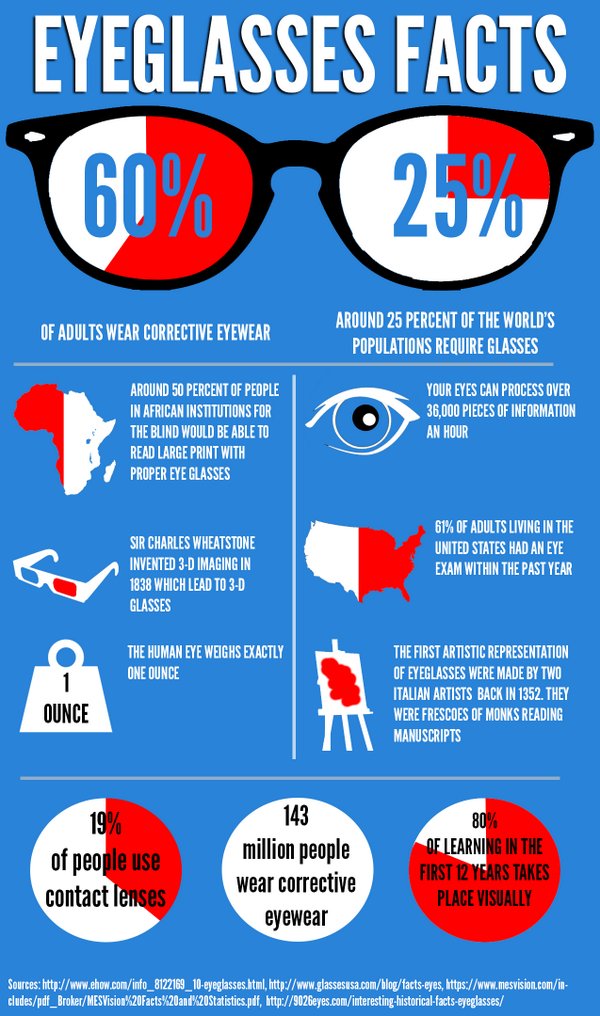 EYEGLASSES FACTS
60%
25%
OF ADULTS WEAR CORRECTIVE EYEWEAR
AROUND 25 PERCENT OF THE WORLD'S
POPULATIONS REQUIRE GLASSES
AROUND 50 PERCENT OF PEOPLE
IN AFRICAN INSTITUTIONS FOR
THE BLIND WOULD BE ABLE TO
READ LARGE PRINT WITH
PROPER EYE GLASSES
YOUR EYES CAN PROCESS OVER
36,000 PIECES OF INFORMATION
AN HOUR
SIR CHARLES WHEATSTONE
INVENTED 3-D IMAGING IN
1838 WHICH LEAD TO 3-D
GLASSES
61% OF ADULTS LIVING IN THE
UNITED STATES HAD AN EYE
EXAM WITHIN THE PAST YEAR
1
OUNCE
THE HUMAN EYE WEIGHS EXACTLY
ONE OUNCE
THE FIRST ARTISTIC REPRESENTATION
OF EYEGLASSES WERE MADE BY TWO
ITALIAN ARTISTS BACK IN 1352. THEY
WERE FRESCOES OF MONKS READING
MANUSCRIPTS
19%
of people use
contact lenses
143
million people
wear corrective
eyewear
80%
OF LEARNING IN THE
FIRST 12 YEARS TAKES
PLACE VISUALLY
Sources: http://www.ehow.com/info_8122169_10-eyeglasses.html, http://www.glassesusa.com/blog/facts-eyes, https://www.mesvision.com/in-
cludes/pdf_Broker/MESVision%20Facts%20and%20Statistics.pdf, http://9026eyes.com/interesting-historical-facts-eyeglasses/